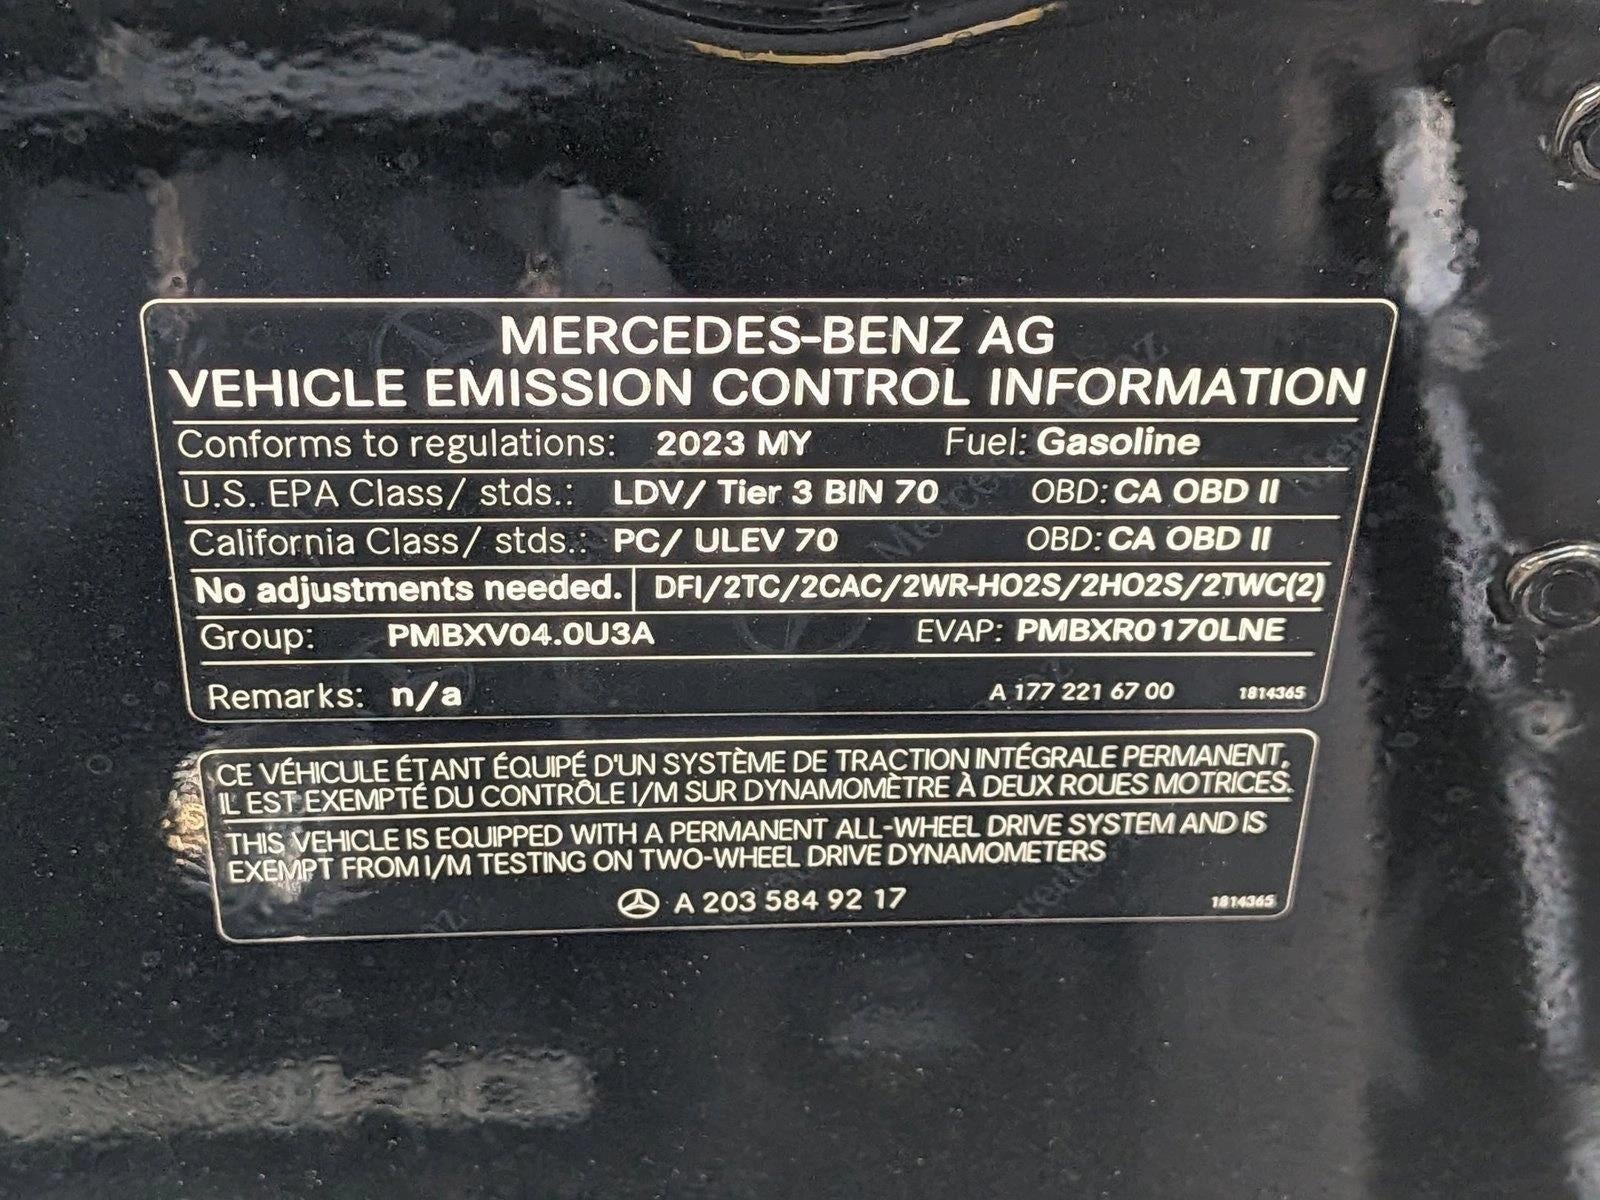 MERCEDES-BENZ AG
VEHICLE EMISSION CONTROL INFORMATION
Conforms to regulations: 2023 MY Fuel: Gasoline
U.S. EPA Class/ stds.: LDV/ Tier 3 BIN 70 OBD: CA OBD II
California Class/ stds.: PC/ ULEV 70 OBD: CA OBD II
No adjustments needed. DFI/2TC/2CAC/2WR-HO2S/2HO2S/2TWC(2)
Group: PMBXV04.0U3A EVAP: PMBXR0170LNE
Remarks: n/a A 177 221 67 00 1814365
CE VÉHICULE ÉTANT ÉQUIPÉ D'UN SYSTÈME DE TRACTION INTÉGRALE PERMANENT,
IL EST EXEMPTÉ DU CONTRÔLE I/M SUR DYNAMOMÈTRE À DEUX ROUES MOTRICES.
THIS VEHICLE IS EQUIPPED WITH A PERMANENT ALL-WHEEL DRIVE SYSTEM AND IS
EXEMPT FROM I/M TESTING ON TWO-WHEEL DRIVE DYNAMOMETERS
A 203 584 92 17 1814365